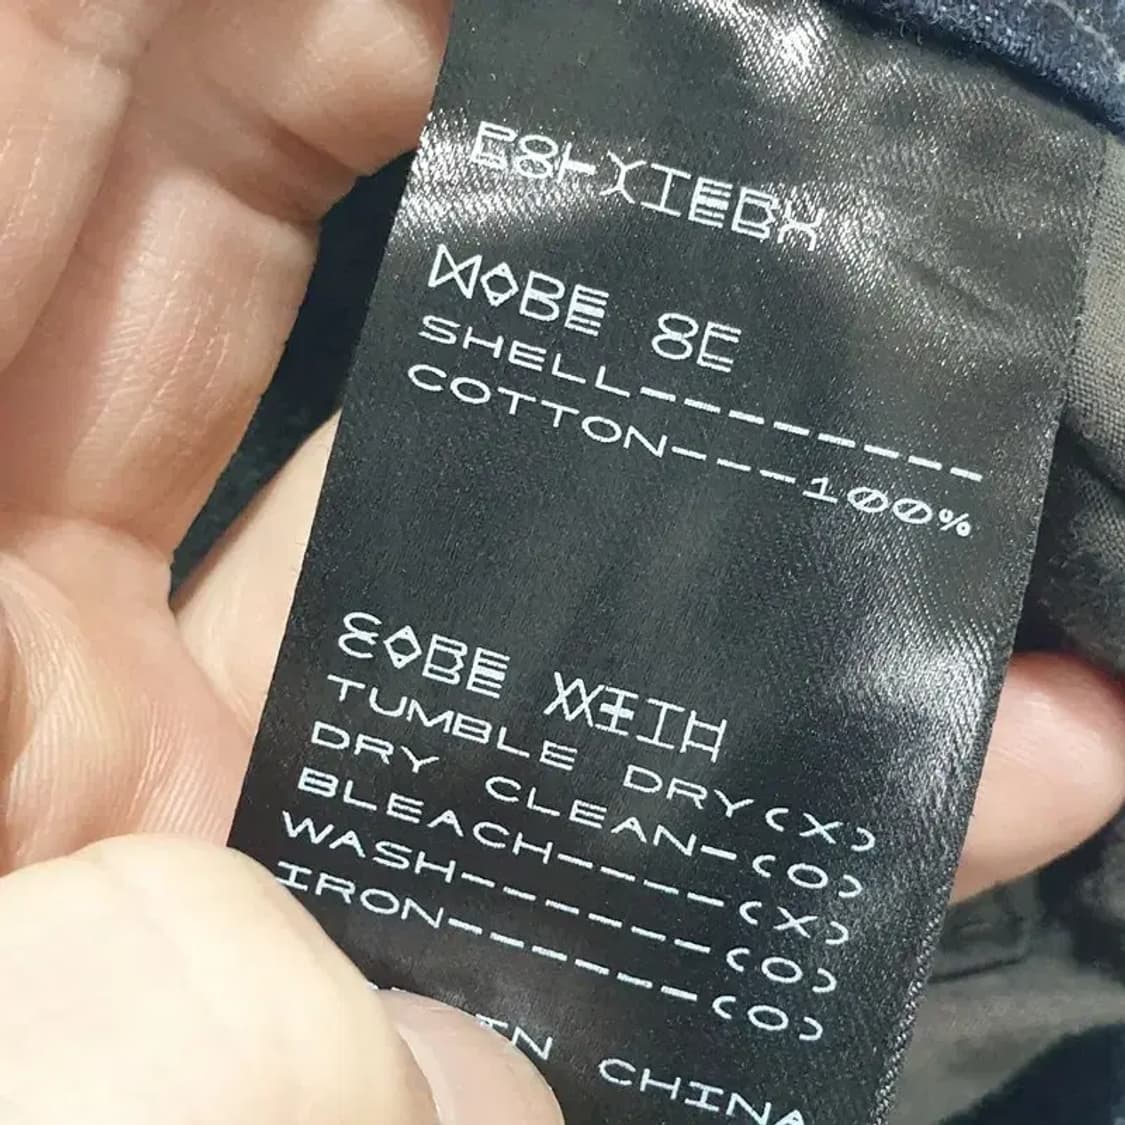 SHELL--------
COTTON----100%
TUMBLE DRY(X)
DRY CLEAN-(O)
BLEACH-----(X)
WASH-------(O)
IRON-------(O)
IN CHINA